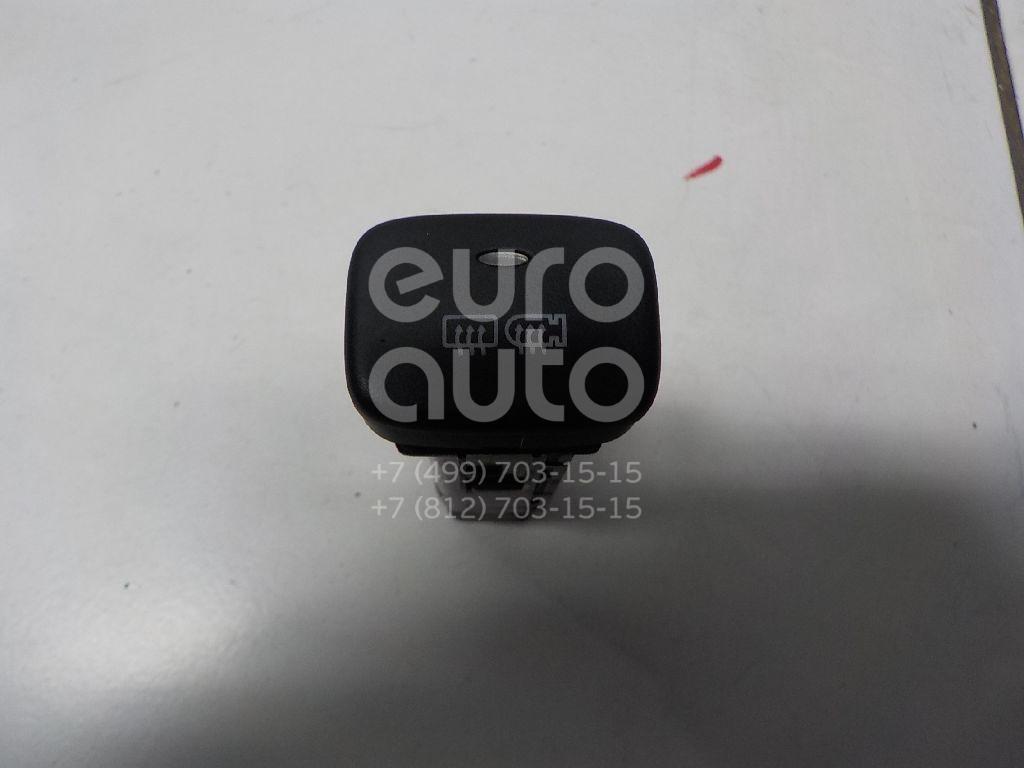 euro
auto
+7 (499) 703-15-15
+7 (812) 703-15-15